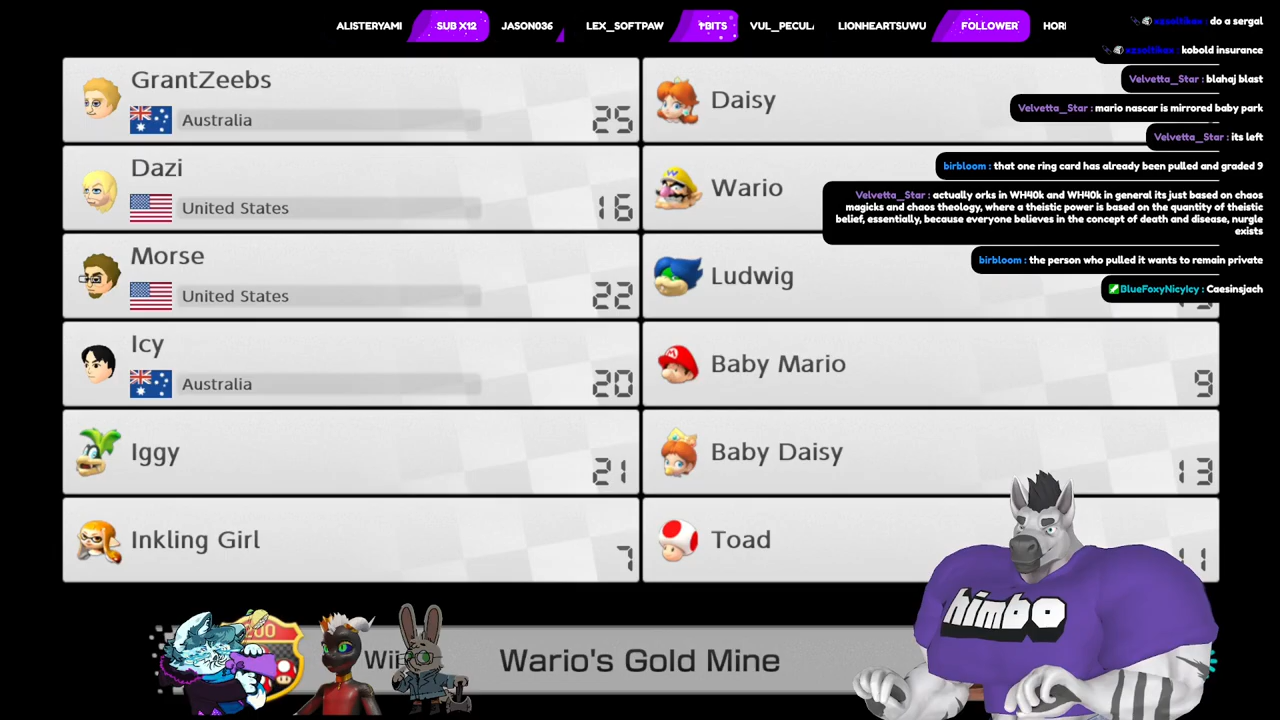 ALISTERYAMI SUB X12 JASON036 LEX_SOFTPAW BITS VUL_PECUL LIONHEARTSUWU FOLLOWER HORI
do a sergal
kobold insurance
Velvetta_Star : blahaj blast
Velvetta_Star : mario nascar is mirrored baby park
Velvetta_Star : its left
birbloom : that one ring card has already been pulled and graded 9
Velvetta_Star : actually orks in WH40k and WH40k in general its just based on chaos
magicks and chaos theology, where a theistic power is based on the quantity of theistic
belief, essentially, because everyone believes in the concept of death and disease, nurgle
exists
birbloom : the person who pulled it wants to remain private
BlueFoxyNicyIcy : Caesinsjach
GrantZeebs
Australia 25
Dazi
United States 16
Morse
United States 22
Icy
Australia 20
Iggy 21
Inkling Girl 7
Daisy
Wario
Ludwig
Baby Mario 9
Baby Daisy 13
Toad 11
himbo
200
Wii Wario's Gold Mine